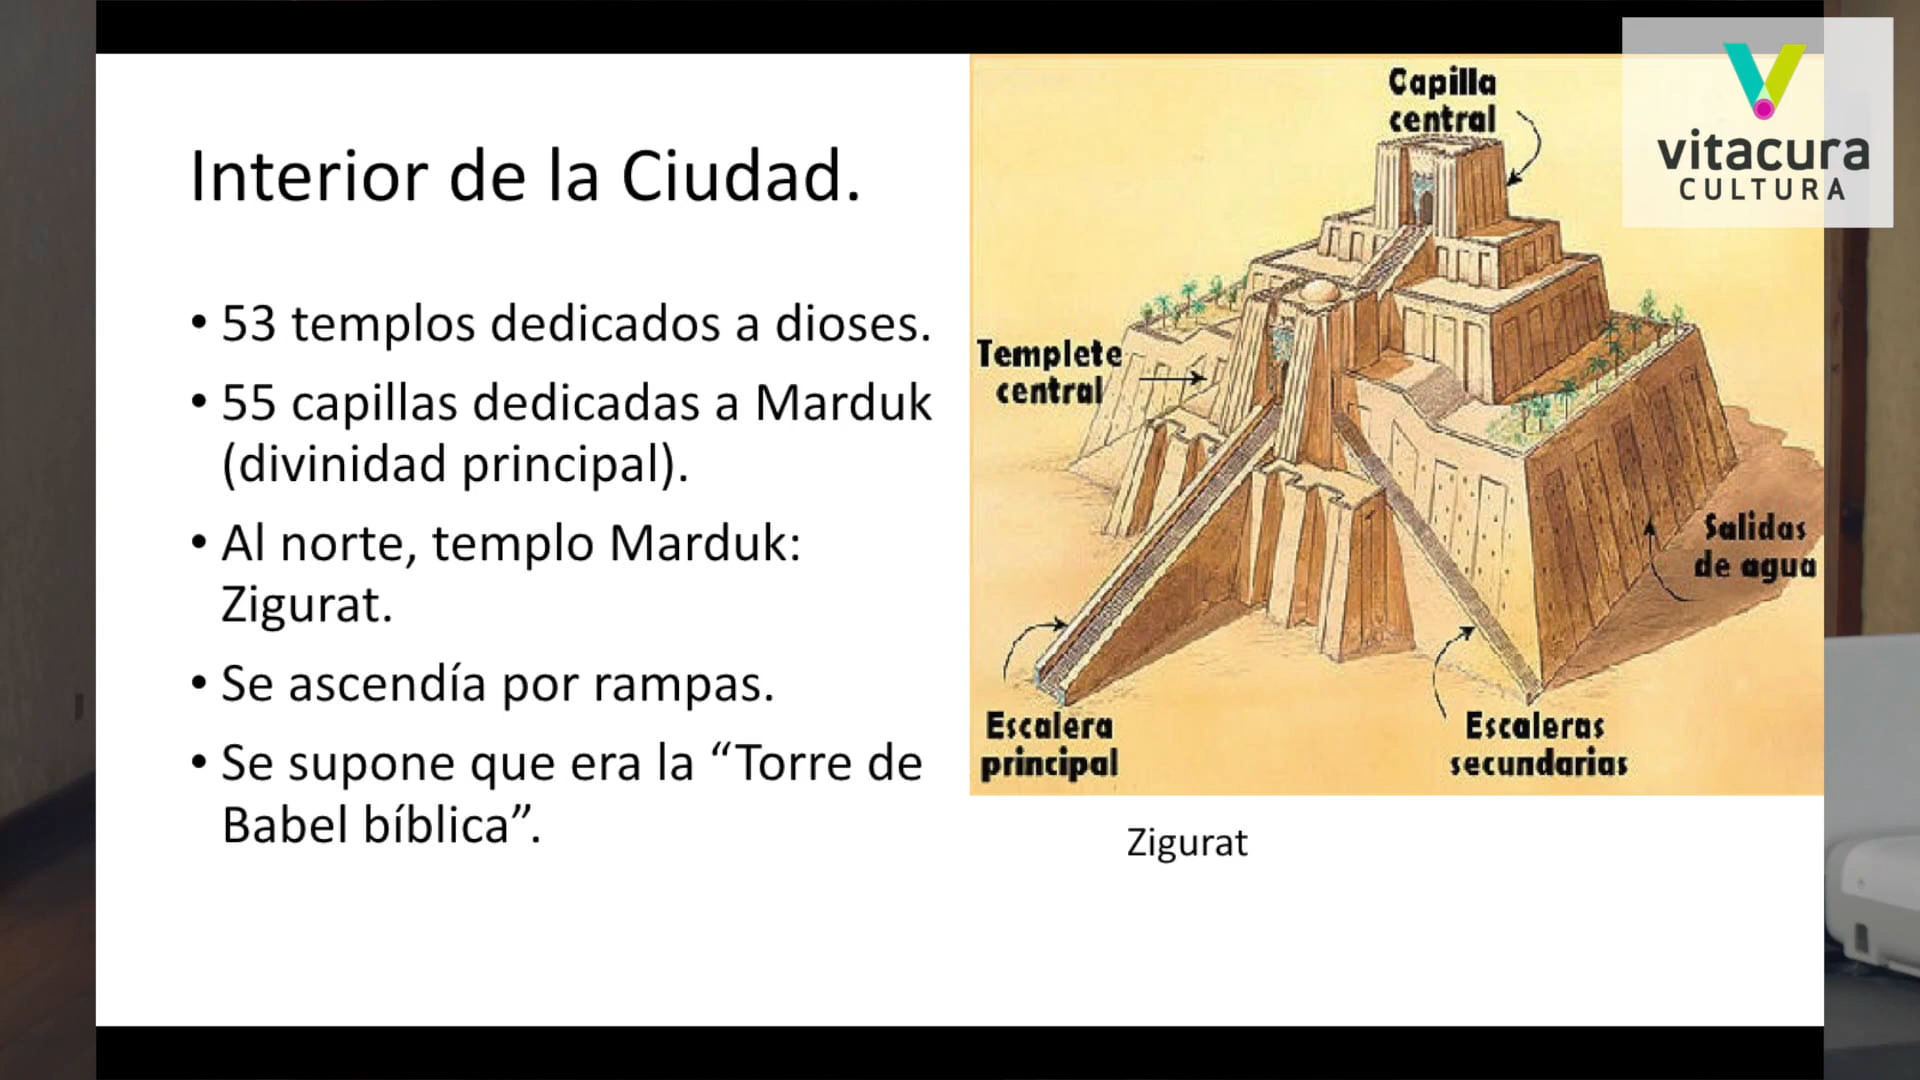 Interior de la Ciudad.
• 53 templos dedicados a dioses.
• 55 capillas dedicadas a Marduk
(divinidad principal).
• Al norte, templo Marduk:
Zigurat.
• Se ascendía por rampas.
• Se supone que era la “Torre de
Babel bíblica”.
Capilla
central
Templete
central
Salidas
de agua
Escalera
principal
Escaleras
secundarias
Zigurat
vitacura
CULTURA